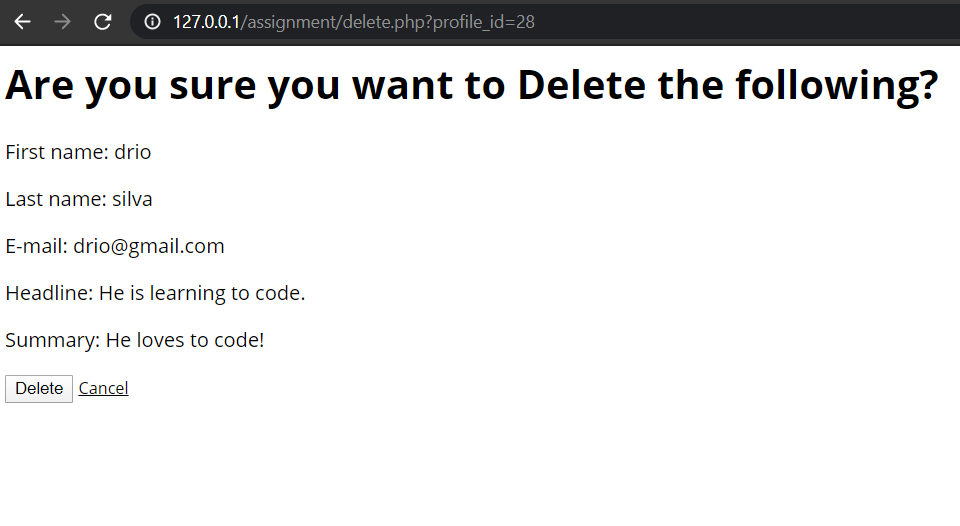 127.0.0.1/assignment/delete.php?profile_id=28
Are you sure you want to Delete the following?
First name: drio
Last name: silva
E-mail: drio@gmail.com
Headline: He is learning to code.
Summary: He loves to code!
Delete Cancel